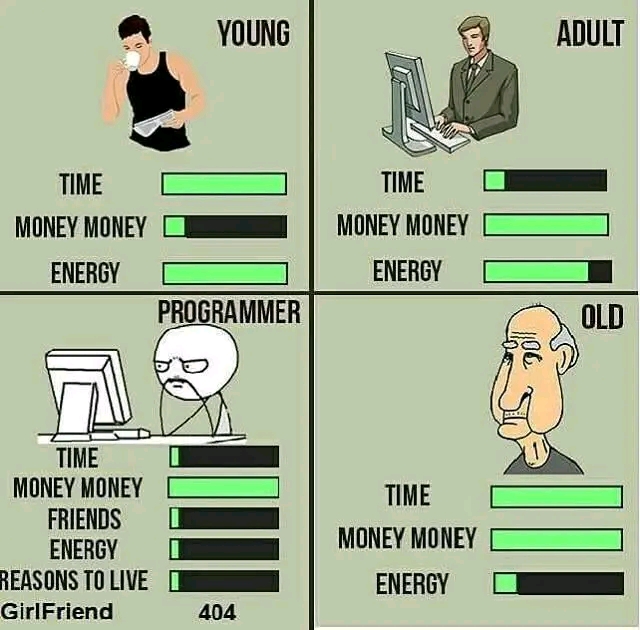 YOUNG
TIME
MONEY MONEY
ENERGY
ADULT
TIME
MONEY MONEY
ENERGY
PROGRAMMER
TIME
MONEY MONEY
FRIENDS
ENERGY
REASONS TO LIVE
GirlFriend 404
OLD
TIME
MONEY MONEY
ENERGY